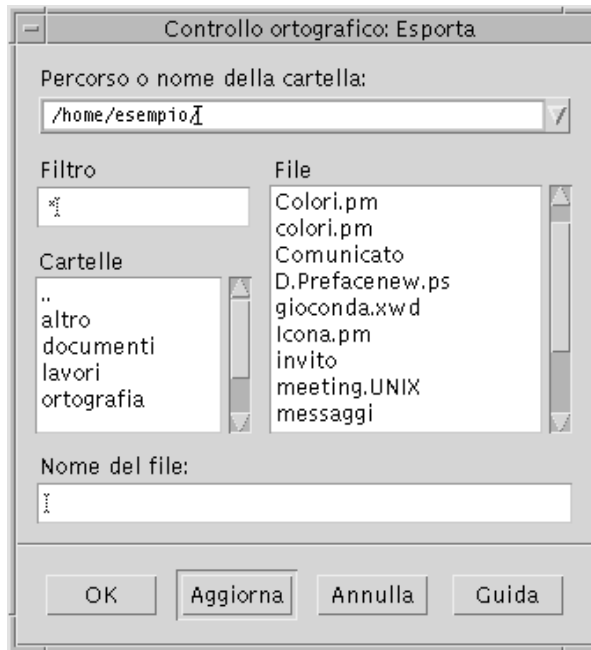 Controllo ortografico: Esporta
Percorso o nome della cartella:
/home/esempio/
Filtro
*
Cartelle
..
altro
documenti
lavori
ortografia
File
Colori.pm
colori.pm
Comunicato
D.Prefacenew.ps
gioconda.xwd
Icona.pm
invito
meeting.UNIX
messaggi
Nome del file:
OK
Aggiorna
Annulla
Guida